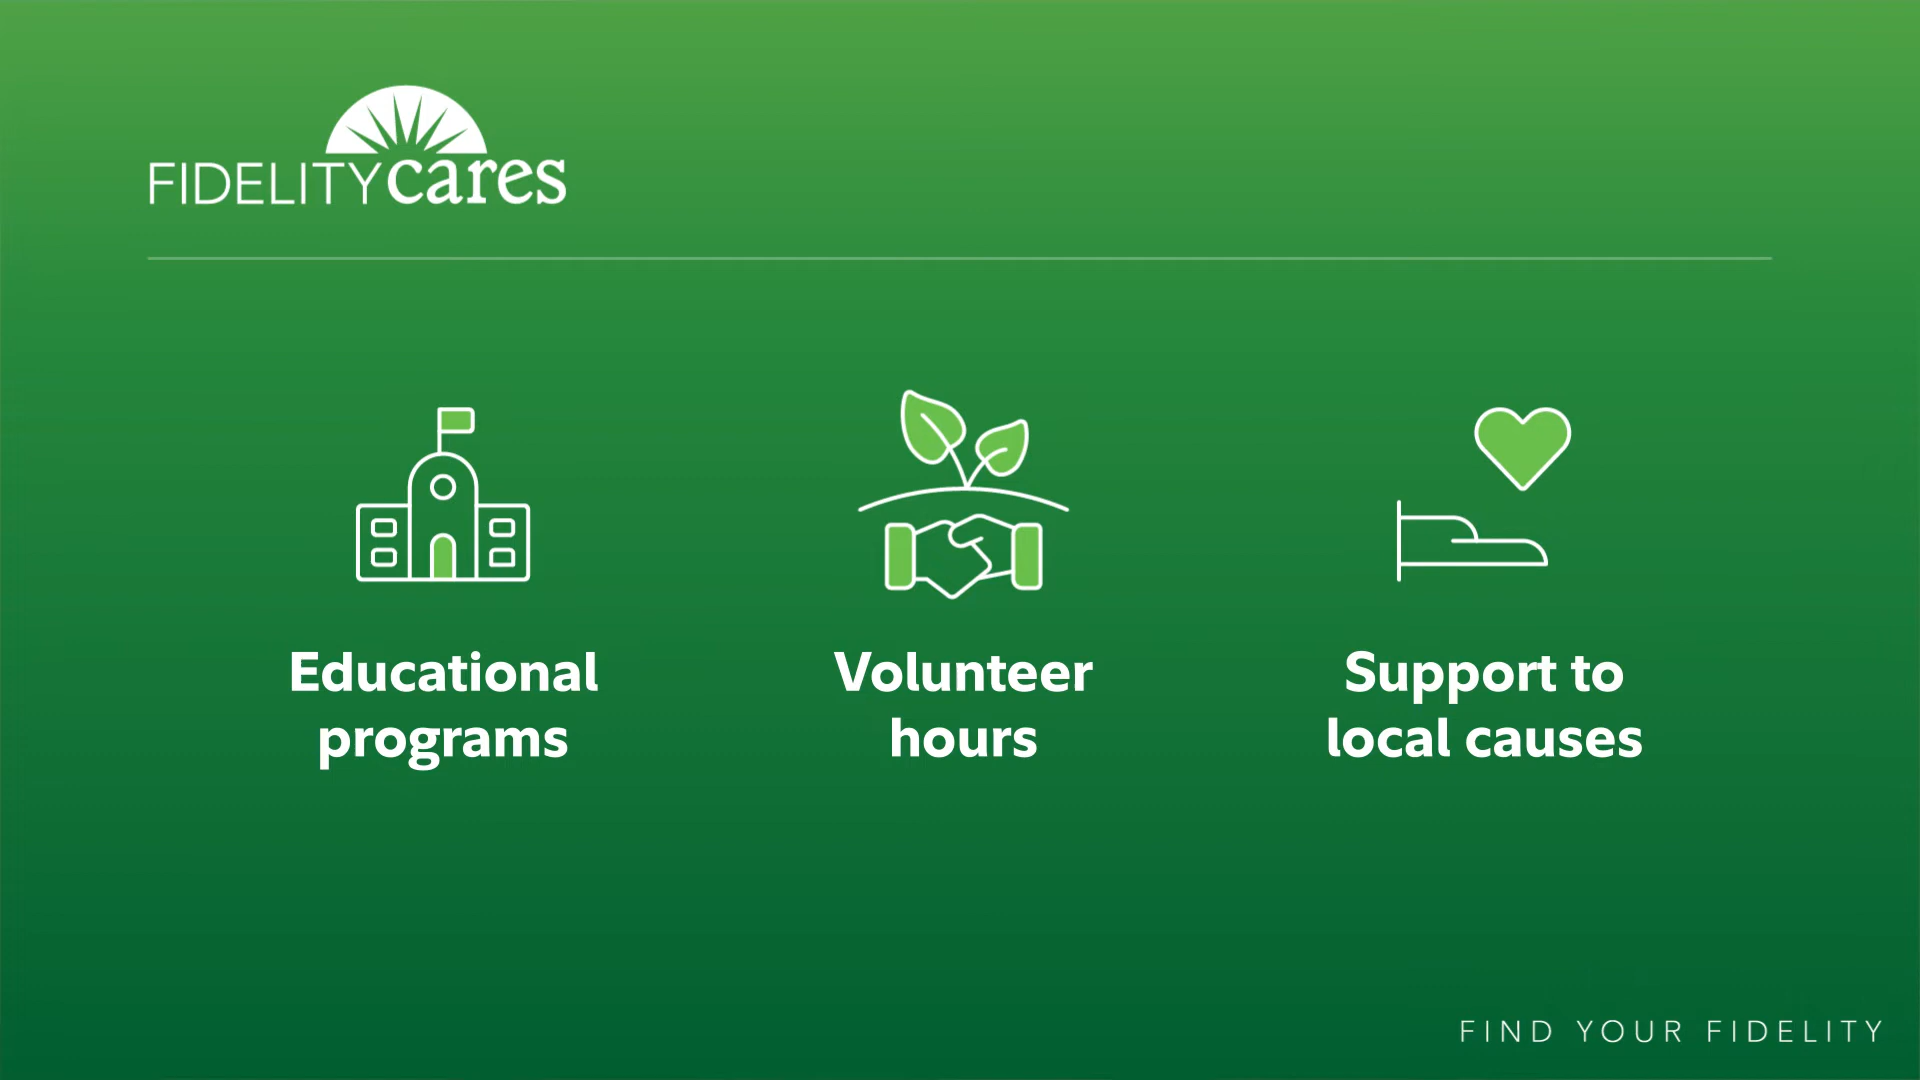 FIDELITYcares
Educational
programs
Volunteer
hours
Support to
local causes
FIND YOUR FIDELITY